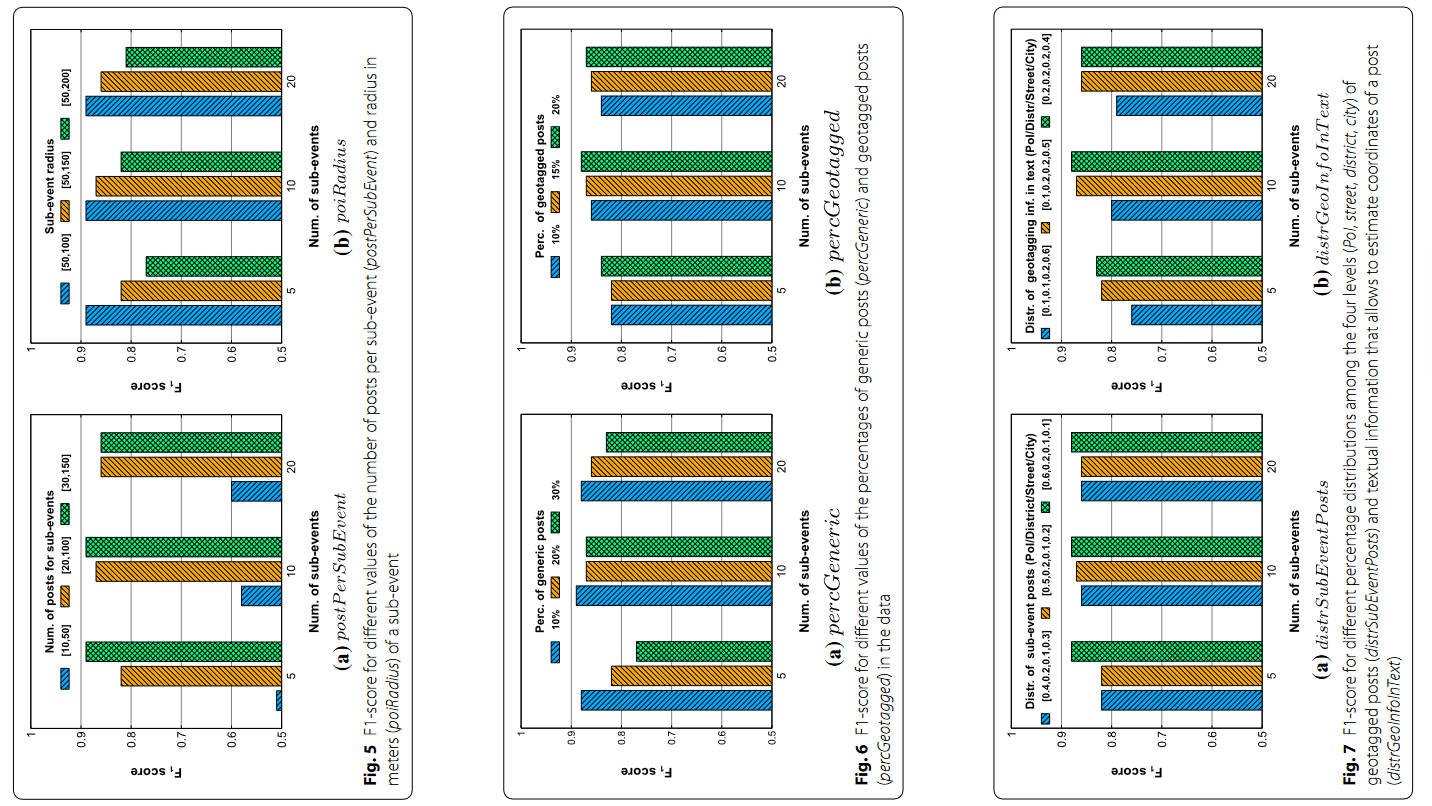 1
Num. of posts for sub-events
[10,50] [20,100] [30,150]
0.9
0.8
0.7
0.6
0.5
F1 score
5 10 20
Num. of sub-events
(a) postPerSubEvent
1
Sub-event radius
[50,100] [50,150] [50,200]
0.9
0.8
0.7
0.6
0.5
F1 score
5 10 20
Num. of sub-events
(b) poiRadius
Fig. 5 F1-score for different values of the number of posts per sub-event (postPerSubEvent) and radius in
meters (poiRadius) of a sub-event
1
Perc. of generic posts
10% 20% 30%
0.9
0.8
0.7
0.6
0.5
F1 score
5 10 20
Num. of sub-events
(a) percGeneric
1
Perc. of geotagged posts
10% 15% 20%
0.9
0.8
0.7
0.6
0.5
F1 score
5 10 20
Num. of sub-events
(b) percGeotagged
Fig. 6 F1-score for different values of the percentages of generic posts (percGeneric) and geotagged posts
(percGeotagged) in the data
1
Distr. of sub-event posts (PoI/District/Street/City)
[0.4,0.2,0.1,0.3] [0.5,0.2,0.1,0.2] [0.6,0.2,0.1,0.1]
0.9
0.8
0.7
0.6
0.5
F1 score
5 10 20
Num. of sub-events
(a) distrSubEventPosts
1
Distr. of geotagging inf. in text (PoI/Distr/Street/City)
[0.1,0.1,0.2,0.6] [0.1,0.2,0.2,0.5] [0.2,0.2,0.2,0.4]
0.9
0.8
0.7
0.6
0.5
F1 score
5 10 20
Num. of sub-events
(b) distrGeoInfoInText
Fig. 7 F1-score for different percentage distributions among the four levels (PoI, street, district, city) of
geotagged posts (distrSubEventPosts) and textual information that allows to estimate coordinates of a post
(distrGeoInfoInText)